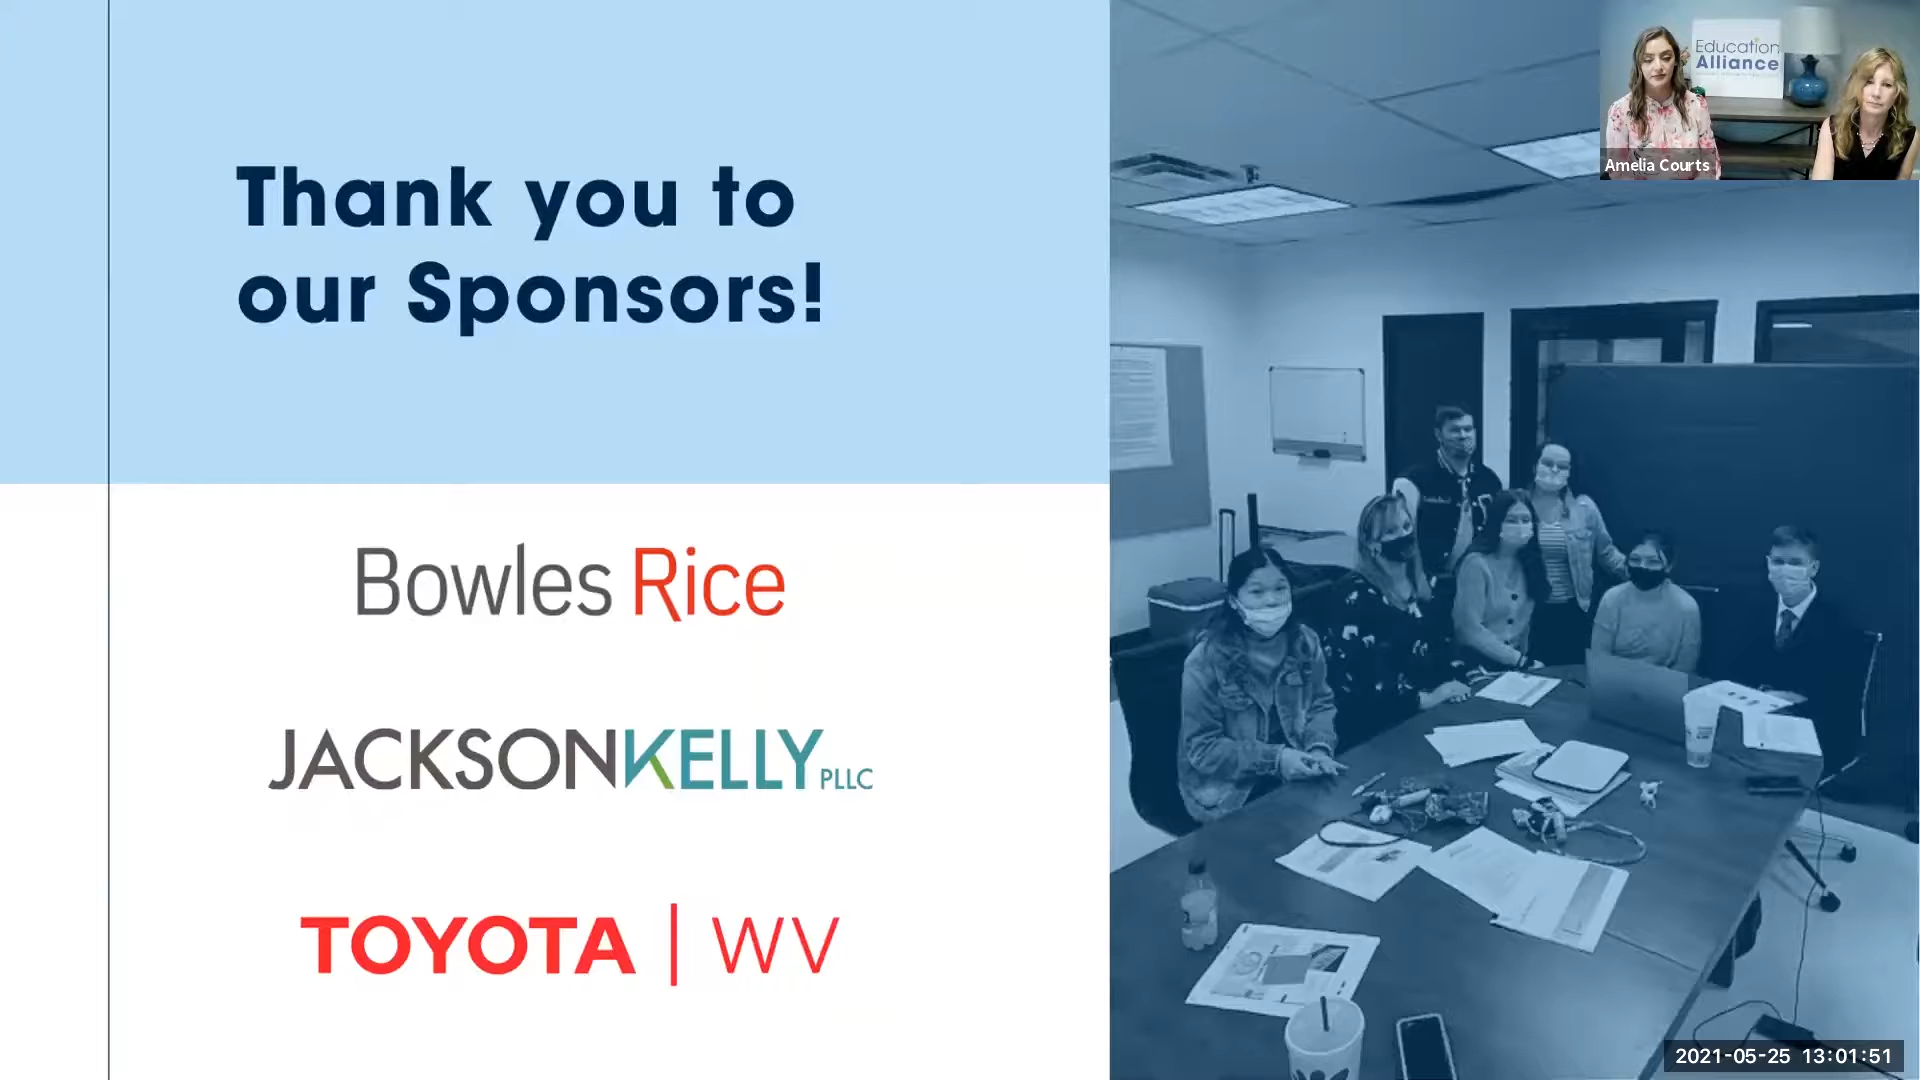 Thank you to
our Sponsors!
Bowles Rice
JACKSONKELLY PLLC
TOYOTA | WV
Education
Alliance
Amelia Courts
2021-05-25 13:01:51